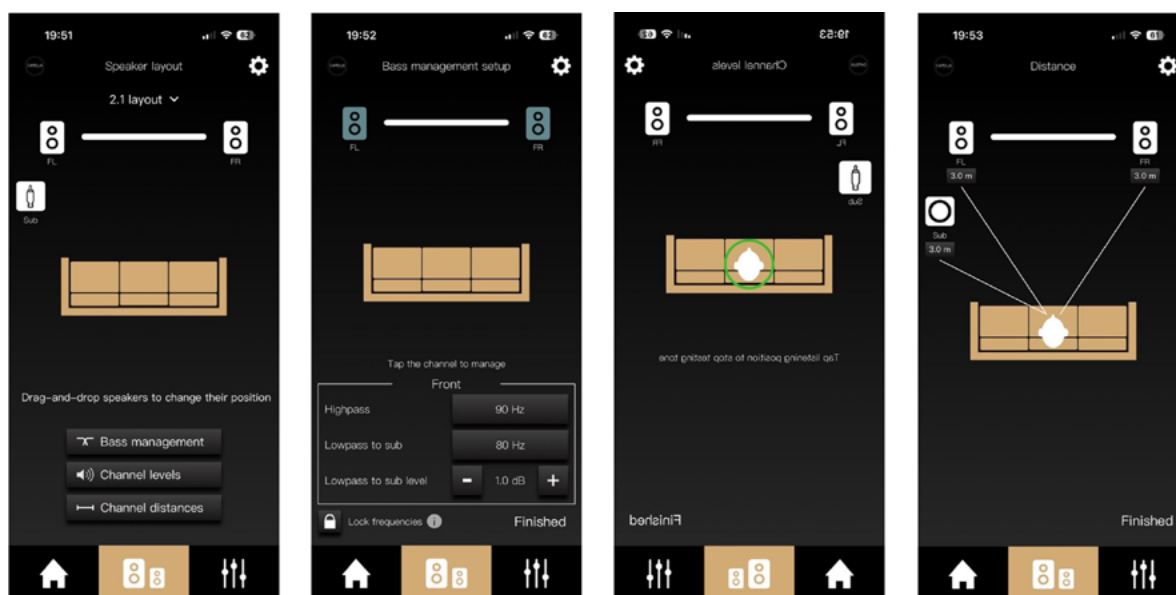 19:51
62
Speaker layout
2.1 layout
FL
FR
Sub
Drag-and-drop speakers to change their position
Bass management
Channel levels
Channel distances
19:52
62
Bass management setup
FL
FR
Tap the channel to manage
Front
Highpass
90 Hz
Lowpass to sub
80 Hz
Lowpass to sub level
- 1.0 dB +
Lock frequencies i
Finished
19:53
62
Channel levels
FR
FL
Sub
Tap listening position to stop testing tone
Finished
19:53
61
Distance
FL
FR
3.0 m
3.0 m
Sub
3.0 m
Finished